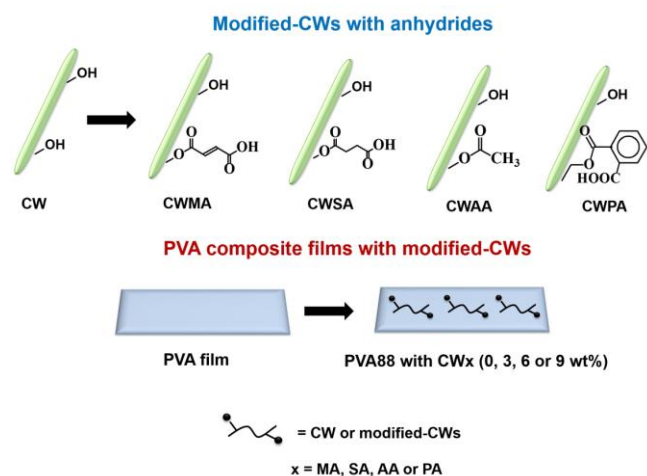 Modified-CWs with anhydrides
OH
OH
CW
OH
O
O
O
OH
CWMA
OH
O
O
OH
O
CWSA
OH
O
O
CH3
CWAA
OH
O
O
HOOC
CWPA
PVA composite films with modified-CWs
PVA film
PVA88 with CWx (0, 3, 6 or 9 wt%)
= CW or modified-CWs
x = MA, SA, AA or PA